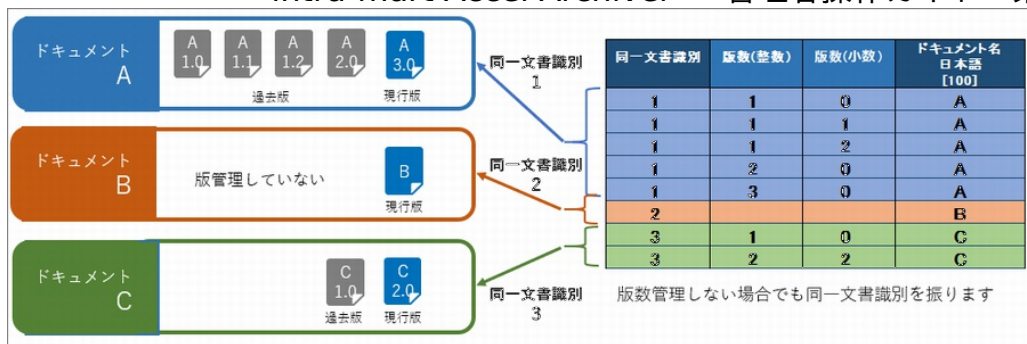 ドキュメント
A
A
1.0
A
1.1
A
1.2
A
2.0
A
3.0
過去版
現行版
同一文書識別
1
ドキュメント
B
版管理していない
B
現行版
同一文書識別
2
ドキュメント
C
C
1.0
C
2.0
過去版
現行版
同一文書識別
3
同一文書識別 版数(整数) 版数(小数) ドキュメント名
日本語
[100]
1 1 0 A
1 1 1 A
1 1 2 A
1 2 0 A
1 3 0 A
2 B
3 1 0 C
3 2 2 C
版数管理しない場合でも同一文書識別を振ります